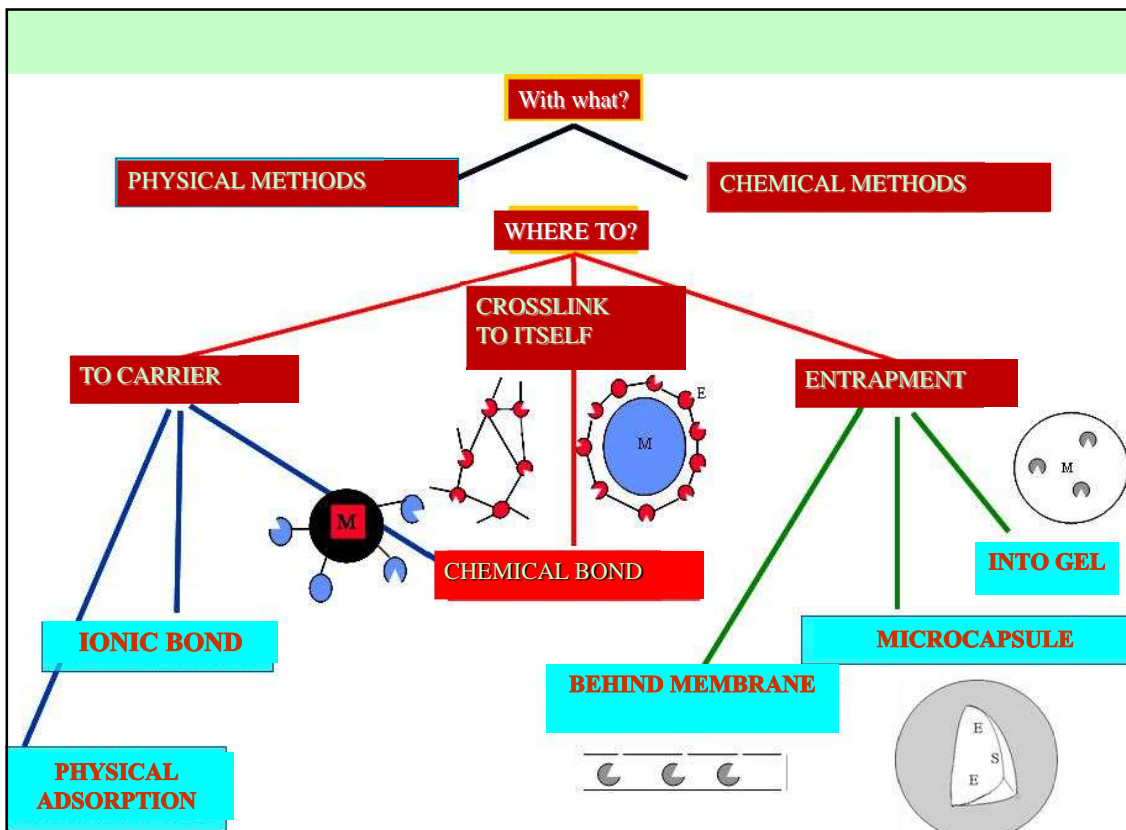 With what?
PHYSICAL METHODS
CHEMICAL METHODS
WHERE TO?
CROSSLINK
TO ITSELF
TO CARRIER
ENTRAPMENT
E
M
M
M
CHEMICAL BOND
INTO GEL
IONIC BOND
MICROCAPSULE
BEHIND MEMBRANE
E
S
E
PHYSICAL
ADSORPTION